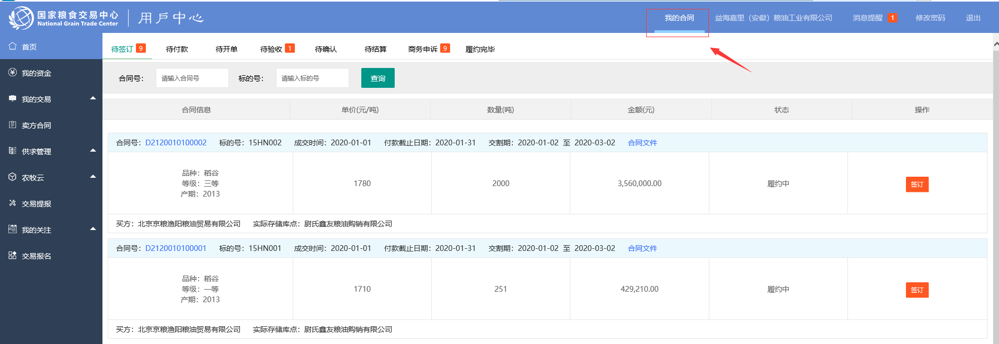 国家粮食交易中心 用户中心 我的合同 益海嘉里（安徽）粮油工业有限公司 消息提醒 1 修改密码 退出
National Grain Trade Center
首页
我的资金
我的交易
卖方合同
供求管理
农牧云
交易提报
我的关注
交易报名
待签订 9 待付款 待开单 待验收 1 待确认 待结算 商务申诉 9 履约完毕
合同号： 请输入合同号 标的号： 请输入标的号 查询
合同信息 单价(元/吨) 数量(吨) 金额(元) 状态 操作
合同号：D2120010100002 标的号：15HN002 成交时间：2020-01-01 付款截止日期：2020-01-31 交割期：2020-01-02 至 2020-03-02 合同文件
品种：稻谷
等级：三等 1780 2000 3,560,000.00 履约中 签订
产期：2013
买方：北京京粮渔阳粮油贸易有限公司 实际存储库点：尉氏鑫友粮油购销有限公司
合同号：D2120010100001 标的号：15HN001 成交时间：2020-01-01 付款截止日期：2020-01-31 交割期：2020-01-02 至 2020-03-02 合同文件
品种：稻谷
等级：一等 1710 251 429,210.00 履约中 签订
产期：2013
买方：北京京粮渔阳粮油贸易有限公司 实际存储库点：尉氏鑫友粮油购销有限公司